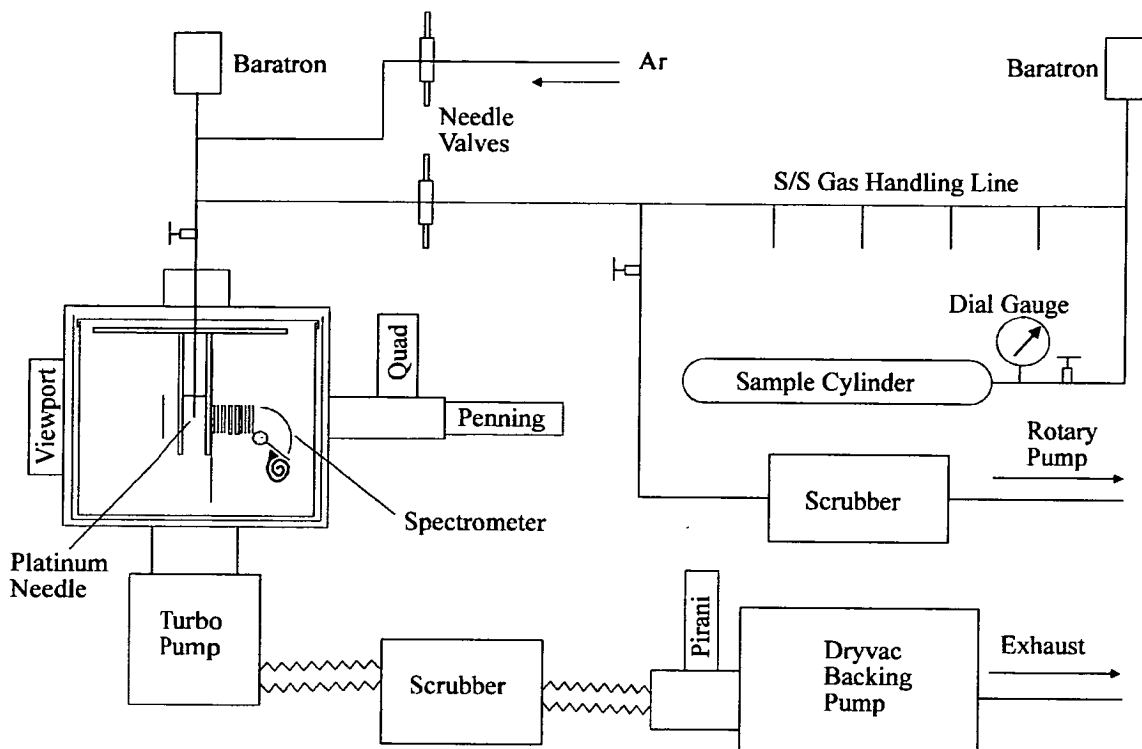 Baratron
Ar
Baratron
Needle
Valves
S/S Gas Handling Line
Dial Gauge
Sample Cylinder
Viewport
Quad
Penning
Rotary
Pump
Scrubber
Spectrometer
Platinum
Needle
Turbo
Pump
Scrubber
Pirani
Dryvac
Backing
Pump
Exhaust